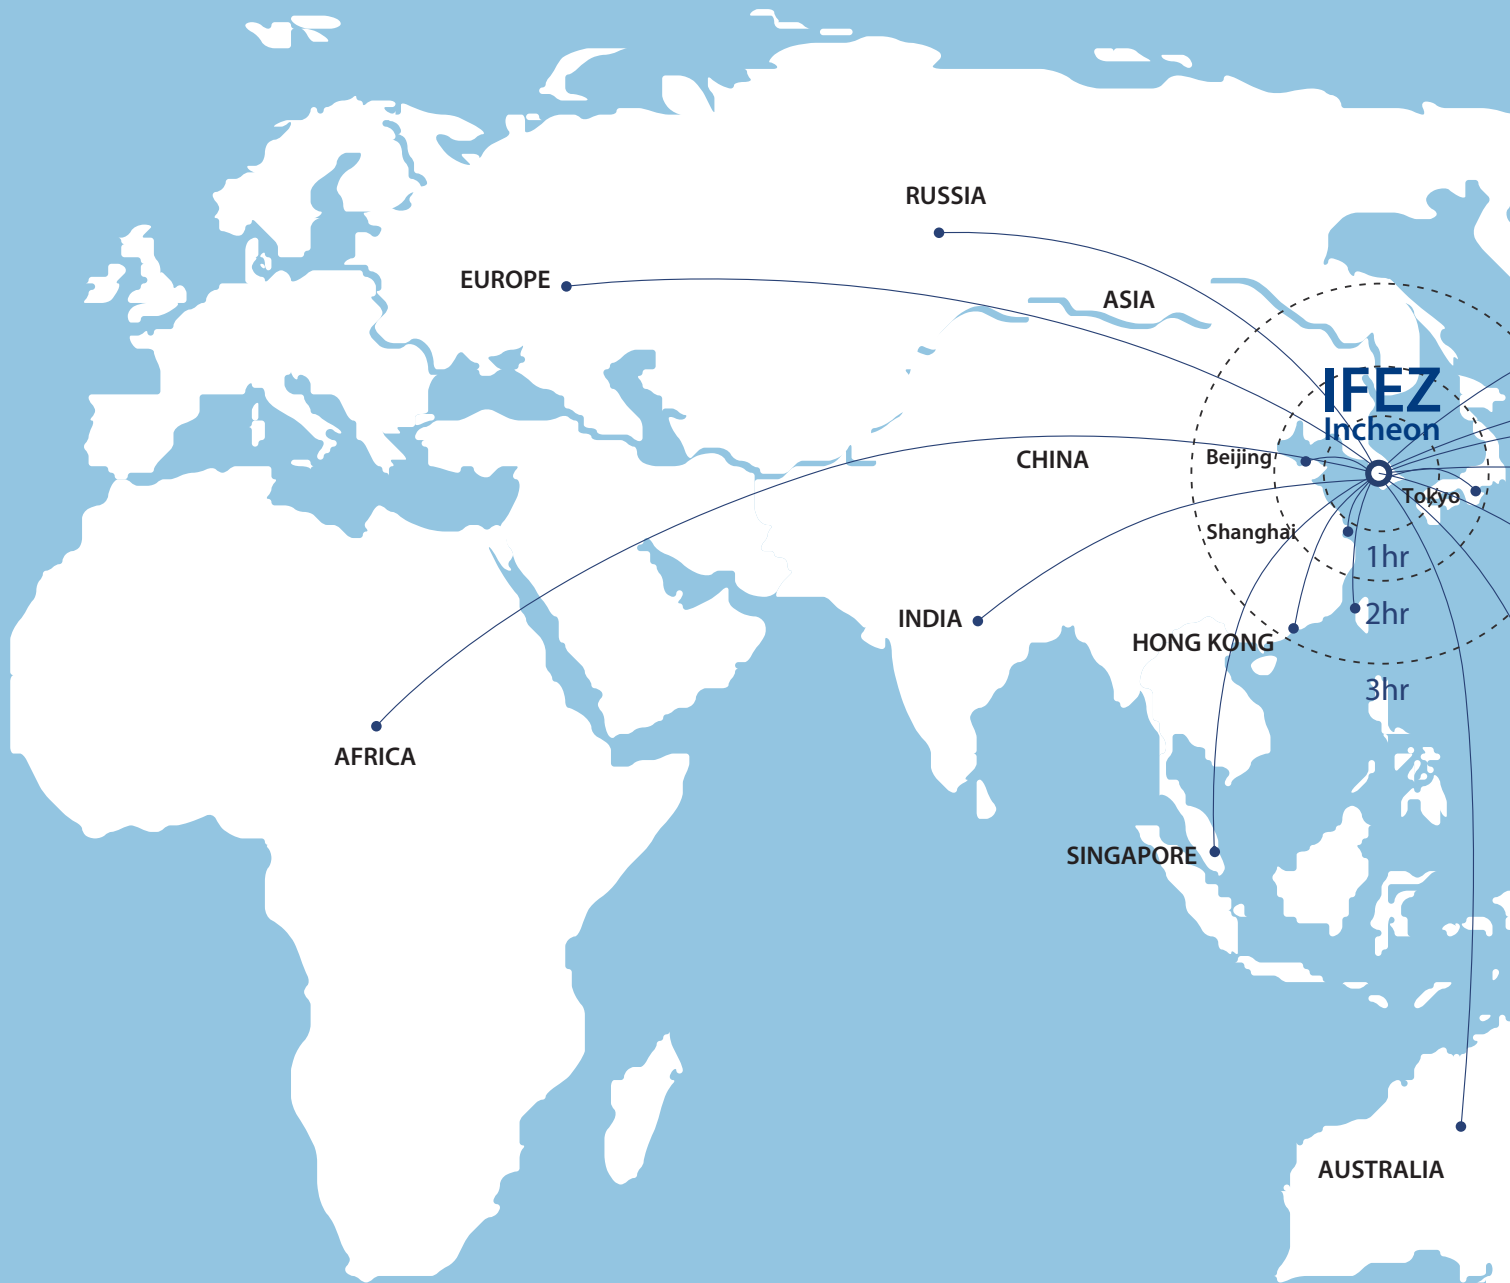 RUSSIA
EUROPE
ASIA
IFEZ
Incheon
CHINA
Beijing
Tokyo
Shanghai
1hr
2hr
INDIA
HONG KONG
3hr
AFRICA
SINGAPORE
AUSTRALIA